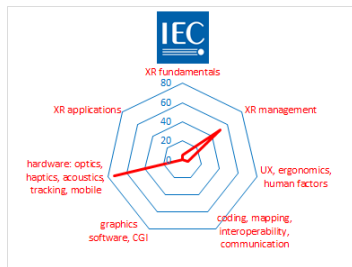 IEC
XR fundamentals
80
60
40
20
0
XR applications
XR management
hardware: optics,
haptics, acoustics,
tracking, mobile
UX, ergonomics,
human factors
graphics
software, CGI
coding, mapping,
interoperability,
communication